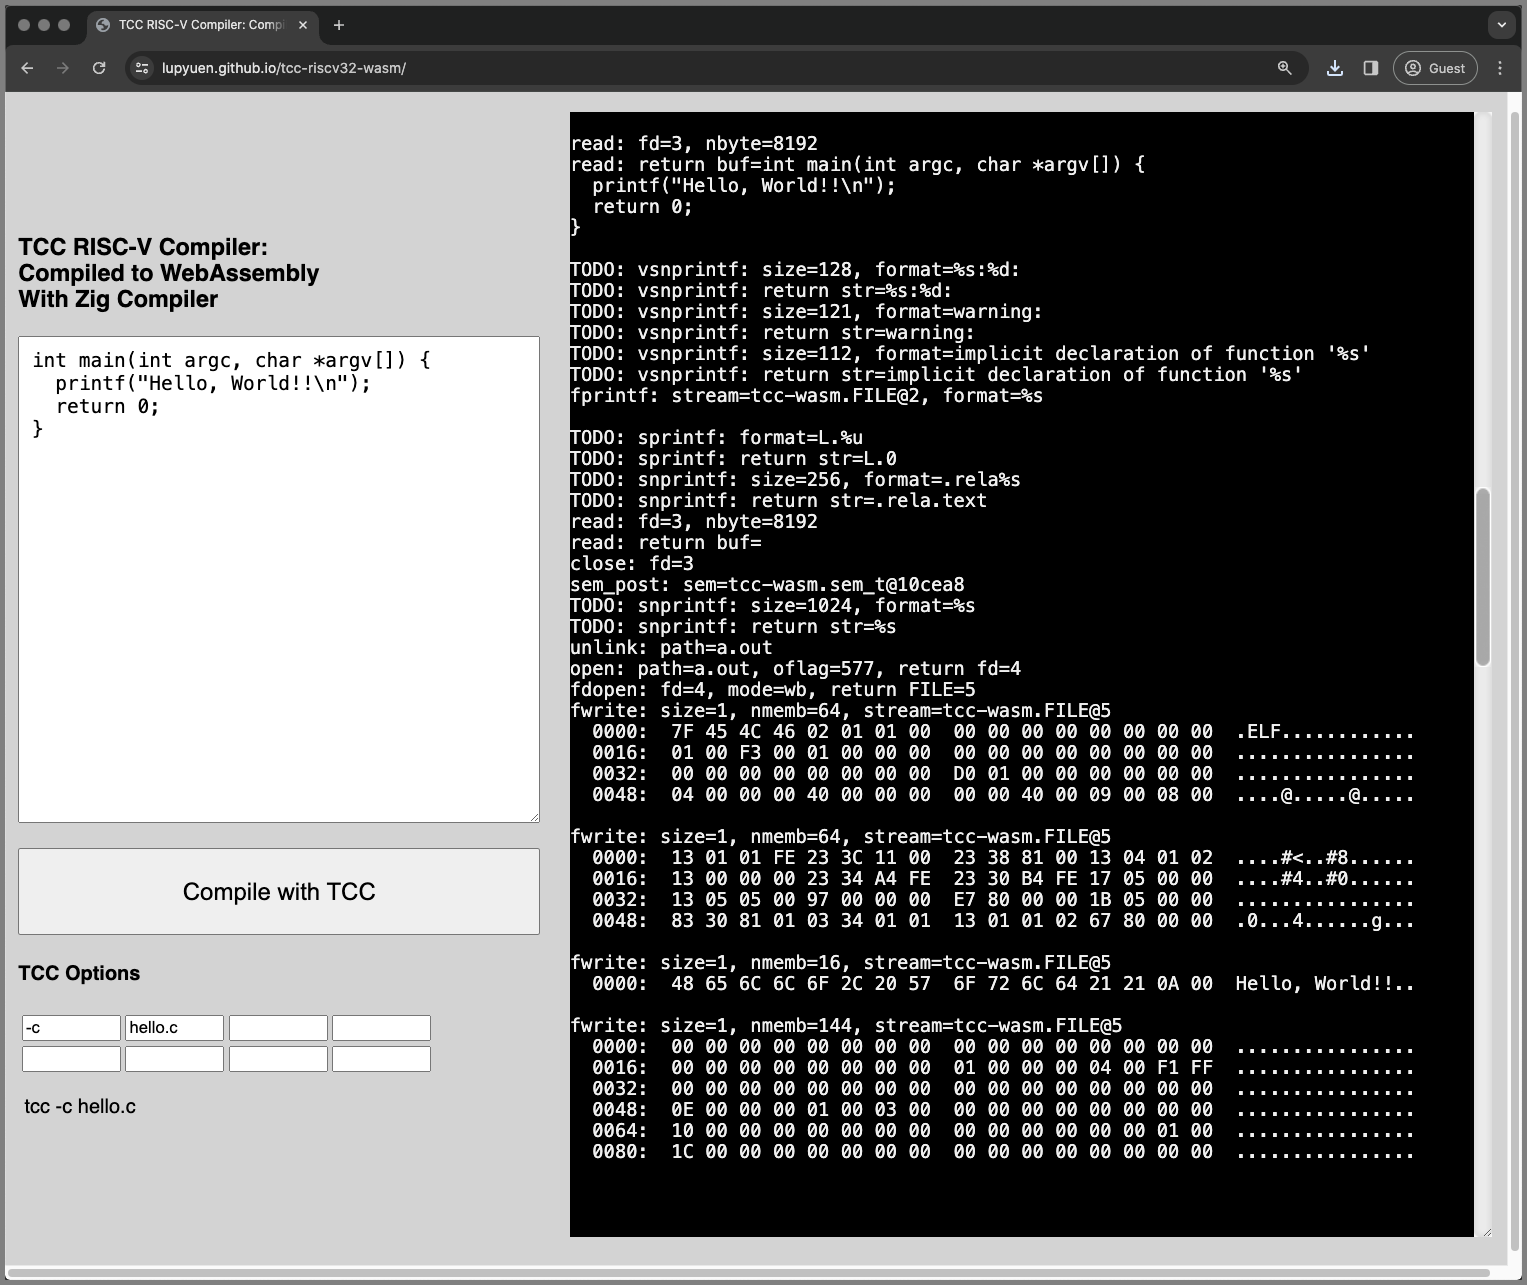 TCC RISC-V Compiler: Compi
lupyuen.github.io/tcc-riscv32-wasm/
Guest
TCC RISC-V Compiler:
Compiled to WebAssembly
With Zig Compiler
int main(int argc, char *argv[]) {
  printf("Hello, World!!\n");
  return 0;
}
Compile with TCC
TCC Options
-c hello.c
tcc -c hello.c
read: fd=3, nbyte=8192
read: return buf=int main(int argc, char *argv[]) {
  printf("Hello, World!!\n");
  return 0;
}
TODO: vsnprintf: size=128, format=%s:%d:
TODO: vsnprintf: return str=%s:%d:
TODO: vsnprintf: size=121, format=warning:
TODO: vsnprintf: return str=warning:
TODO: vsnprintf: size=112, format=implicit declaration of function '%s'
TODO: vsnprintf: return str=implicit declaration of function '%s'
fprintf: stream=tcc-wasm.FILE@2, format=%s
TODO: sprintf: format=L.%u
TODO: sprintf: return str=L.0
TODO: snprintf: size=256, format=.rela%s
TODO: snprintf: return str=.rela.text
read: fd=3, nbyte=8192
read: return buf=
close: fd=3
sem_post: sem=tcc-wasm.sem_t@10cea8
TODO: snprintf: size=1024, format=%s
TODO: snprintf: return str=%s
unlink: path=a.out
open: path=a.out, oflag=577, return fd=4
fdopen: fd=4, mode=wb, return FILE=5
fwrite: size=1, nmemb=64, stream=tcc-wasm.FILE@5
  0000:  7F 45 4C 46 02 01 01 00  00 00 00 00 00 00 00 00  .ELF............
  0016:  01 00 F3 00 01 00 00 00  00 00 00 00 00 00 00 00  ................
  0032:  00 00 00 00 00 00 00 00  D0 01 00 00 00 00 00 00  ................
  0048:  04 00 00 00 40 00 00 00  00 00 40 00 09 00 08 00  ....@.....@.....
fwrite: size=1, nmemb=64, stream=tcc-wasm.FILE@5
  0000:  13 01 01 FE 23 3C 11 00  23 38 81 00 13 04 01 02  ....#<..#8......
  0016:  13 00 00 00 23 34 A4 FE  23 30 B4 FE 17 05 00 00  ....#4..#0......
  0032:  13 05 05 00 97 00 00 00  E7 80 00 00 1B 05 00 00  ................
  0048:  83 30 81 01 03 34 01 01  13 01 01 02 67 80 00 00  .0...4......g...
fwrite: size=1, nmemb=16, stream=tcc-wasm.FILE@5
  0000:  48 65 6C 6C 6F 2C 20 57  6F 72 6C 64 21 21 0A 00  Hello, World!!..
fwrite: size=1, nmemb=144, stream=tcc-wasm.FILE@5
  0000:  00 00 00 00 00 00 00 00  00 00 00 00 00 00 00 00  ................
  0016:  00 00 00 00 00 00 00 00  01 00 00 00 04 00 F1 FF  ................
  0032:  00 00 00 00 00 00 00 00  00 00 00 00 00 00 00 00  ................
  0048:  0E 00 00 00 01 00 03 00  00 00 00 00 00 00 00 00  ................
  0064:  10 00 00 00 00 00 00 00  00 00 00 00 00 00 01 00  ................
  0080:  1C 00 00 00 00 00 00 00  00 00 00 00 00 00 00 00  ................